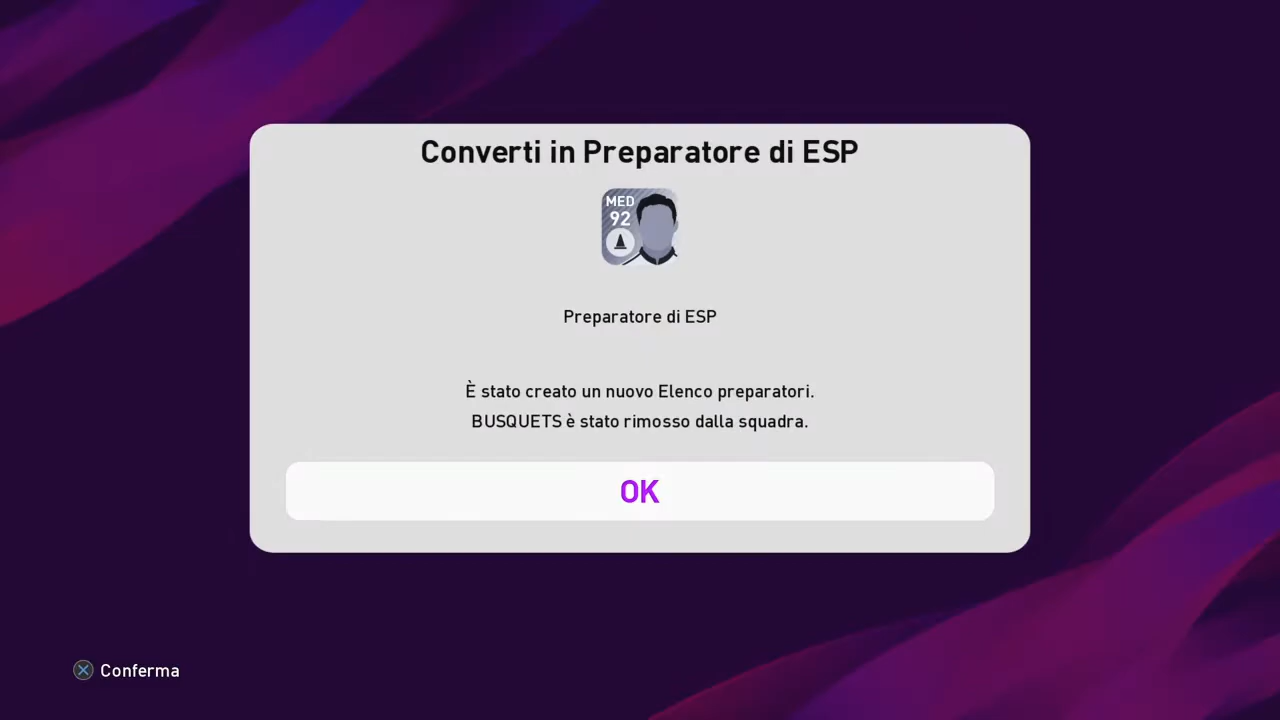 Converti in Preparatore di ESP
MED
92
Preparatore di ESP
È stato creato un nuovo Elenco preparatori.
BUSQUETS è stato rimosso dalla squadra.
OK
Conferma